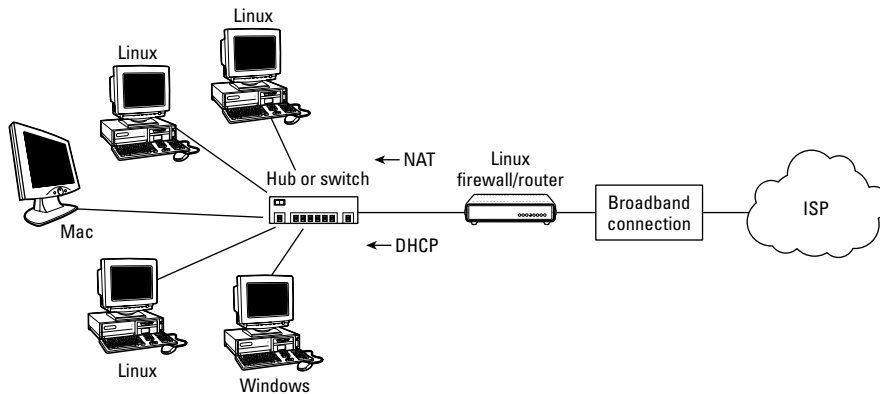 Linux
Linux
Mac
Hub or switch
← NAT
Linux
firewall/router
Broadband
connection
ISP
← DHCP
Linux
Windows